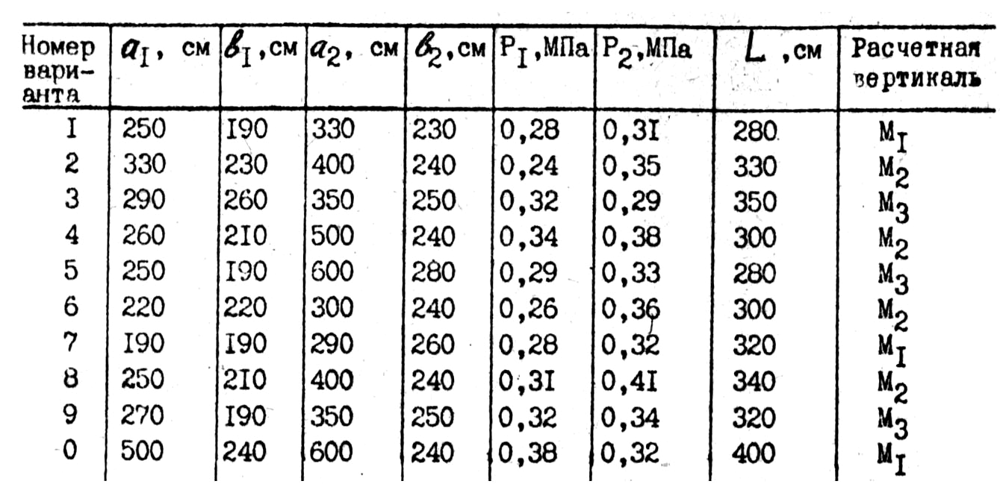 Номер вари- анта a_I, см в_I, см a_2, см в_2, см P_I, МПа P_2, МПа L, см Расчетная вертикаль
I 250 I90 330 230 0,28 0,3I 280 M_I
2 330 230 400 240 0,24 0,35 330 M_2
3 290 260 350 250 0,32 0,29 350 M_3
4 260 2I0 500 240 0,34 0,38 300 M_2
5 250 I90 600 280 0,29 0,33 280 M_3
6 220 220 300 240 0,26 0,36 300 M_2
7 I90 I90 290 260 0,28 0,32 320 M_I
8 250 2I0 400 240 0,3I 0,4I 340 M_2
9 270 I90 350 250 0,32 0,34 320 M_3
0 500 240 600 240 0,38 0,32 400 M_I